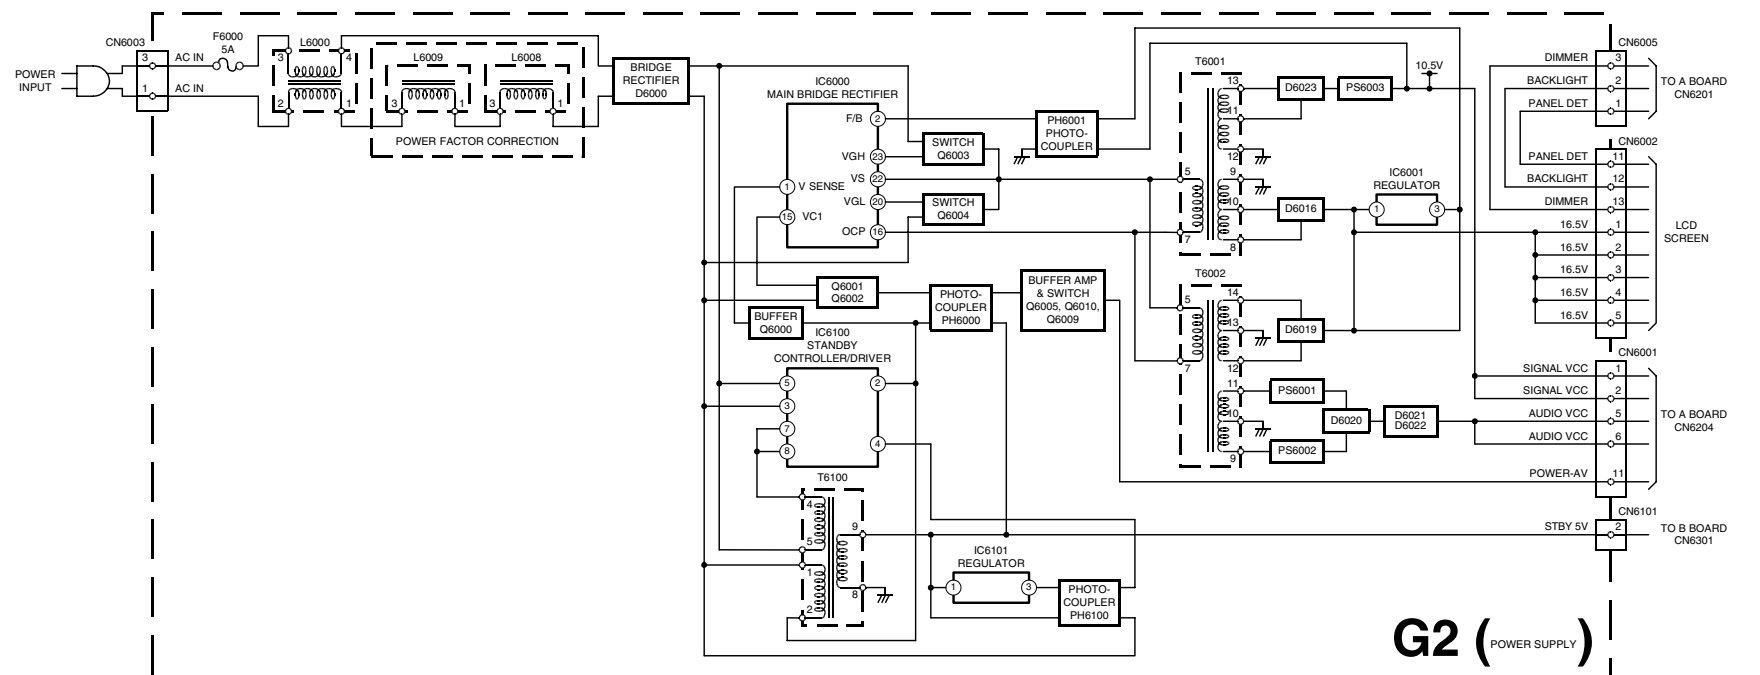 CN6003
F6000
5A
POWER
INPUT
3
AC IN
1
AC IN
L6000
3
4
2
1
L6009
3
1
L6008
3
1
POWER FACTOR CORRECTION
BRIDGE
RECTIFIER
D6000
IC6000
MAIN BRIDGE RECTIFIER
F/B 2
VGH 23
VS 22
VGL 20
OCP 16
1 V SENSE
15 VC1
SWITCH
Q6003
SWITCH
Q6004
PH6001
PHOTO-
COUPLER
Q6001
Q6002
BUFFER
Q6000
PHOTO-
COUPLER
PH6000
BUFFER AMP
& SWITCH
Q6005, Q6010,
Q6009
IC6100
STANDBY
CONTROLLER/DRIVER
5
3
7
8
2
4
T6100
4
5
1
2
9
8
IC6101
REGULATOR
1
3
PHOTO-
COUPLER
PH6100
T6001
5
7
13
11
12
9
10
8
D6023
PS6003
10.5V
D6016
IC6001
REGULATOR
1
3
T6002
5
7
14
13
12
11
10
9
D6019
PS6001
PS6002
D6020
D6021
D6022
CN6005
DIMMER 3
BACKLIGHT 2
PANEL DET 1
TO A BOARD
CN6201
CN6002
PANEL DET 11
BACKLIGHT 12
DIMMER 13
16.5V 1
16.5V 2
16.5V 3
16.5V 4
16.5V 5
LCD
SCREEN
CN6001
SIGNAL VCC 1
SIGNAL VCC 2
AUDIO VCC 5
AUDIO VCC 6
POWER-AV 11
TO A BOARD
CN6204
CN6101
STBY 5V 2
TO B BOARD
CN6301
G2 (POWER SUPPLY)